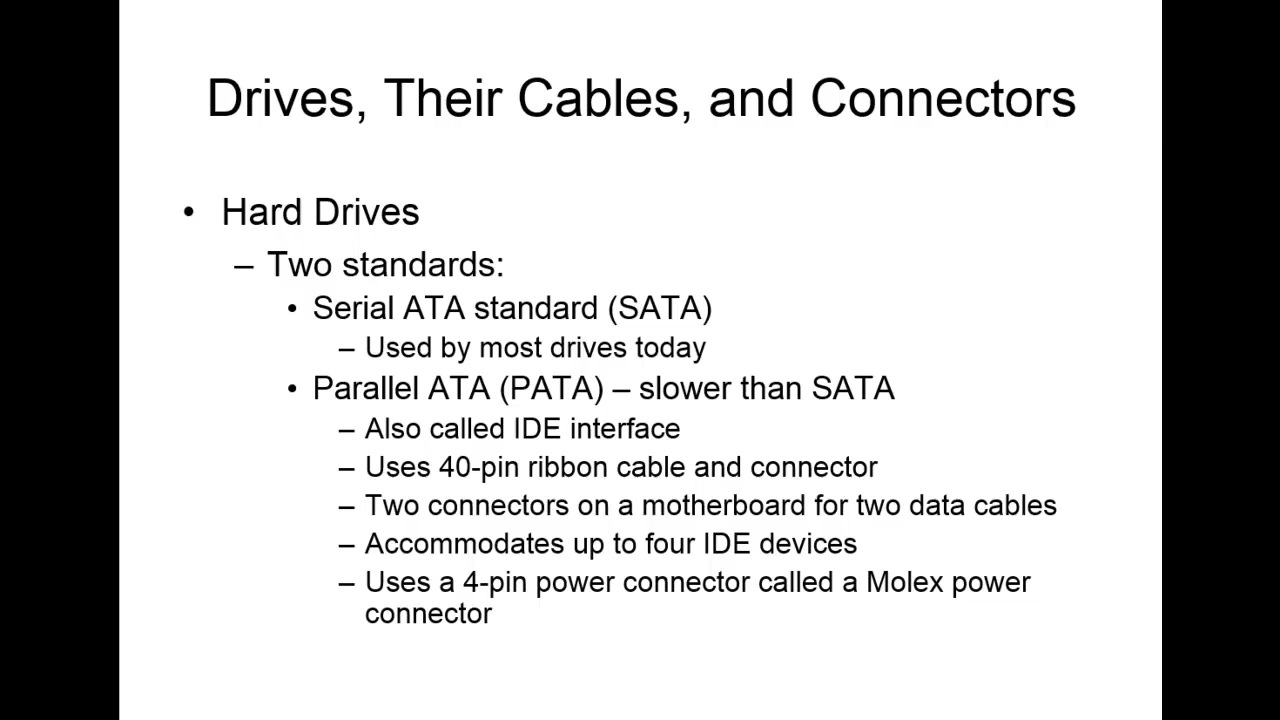 Drives, Their Cables, and Connectors
• Hard Drives
– Two standards:
• Serial ATA standard (SATA)
– Used by most drives today
• Parallel ATA (PATA) – slower than SATA
– Also called IDE interface
– Uses 40-pin ribbon cable and connector
– Two connectors on a motherboard for two data cables
– Accommodates up to four IDE devices
– Uses a 4-pin power connector called a Molex power
connector